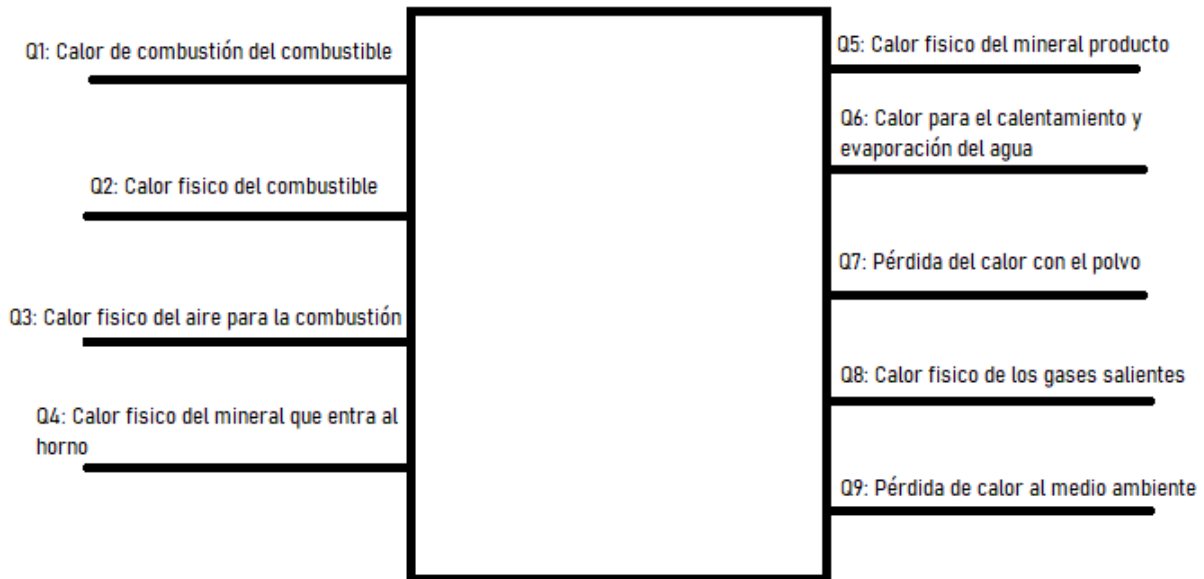 Q1: Calor de combustión del combustible
Q2: Calor fisico del combustible
Q3: Calor fisico del aire para la combustión
Q4: Calor fisico del mineral que entra al
horno
Q5: Calor fisico del mineral producto
Q6: Calor para el calentamiento y
evaporación del agua
Q7: Pérdida del calor con el polvo
Q8: Calor fisico de los gases salientes
Q9: Pérdida de calor al medio ambiente